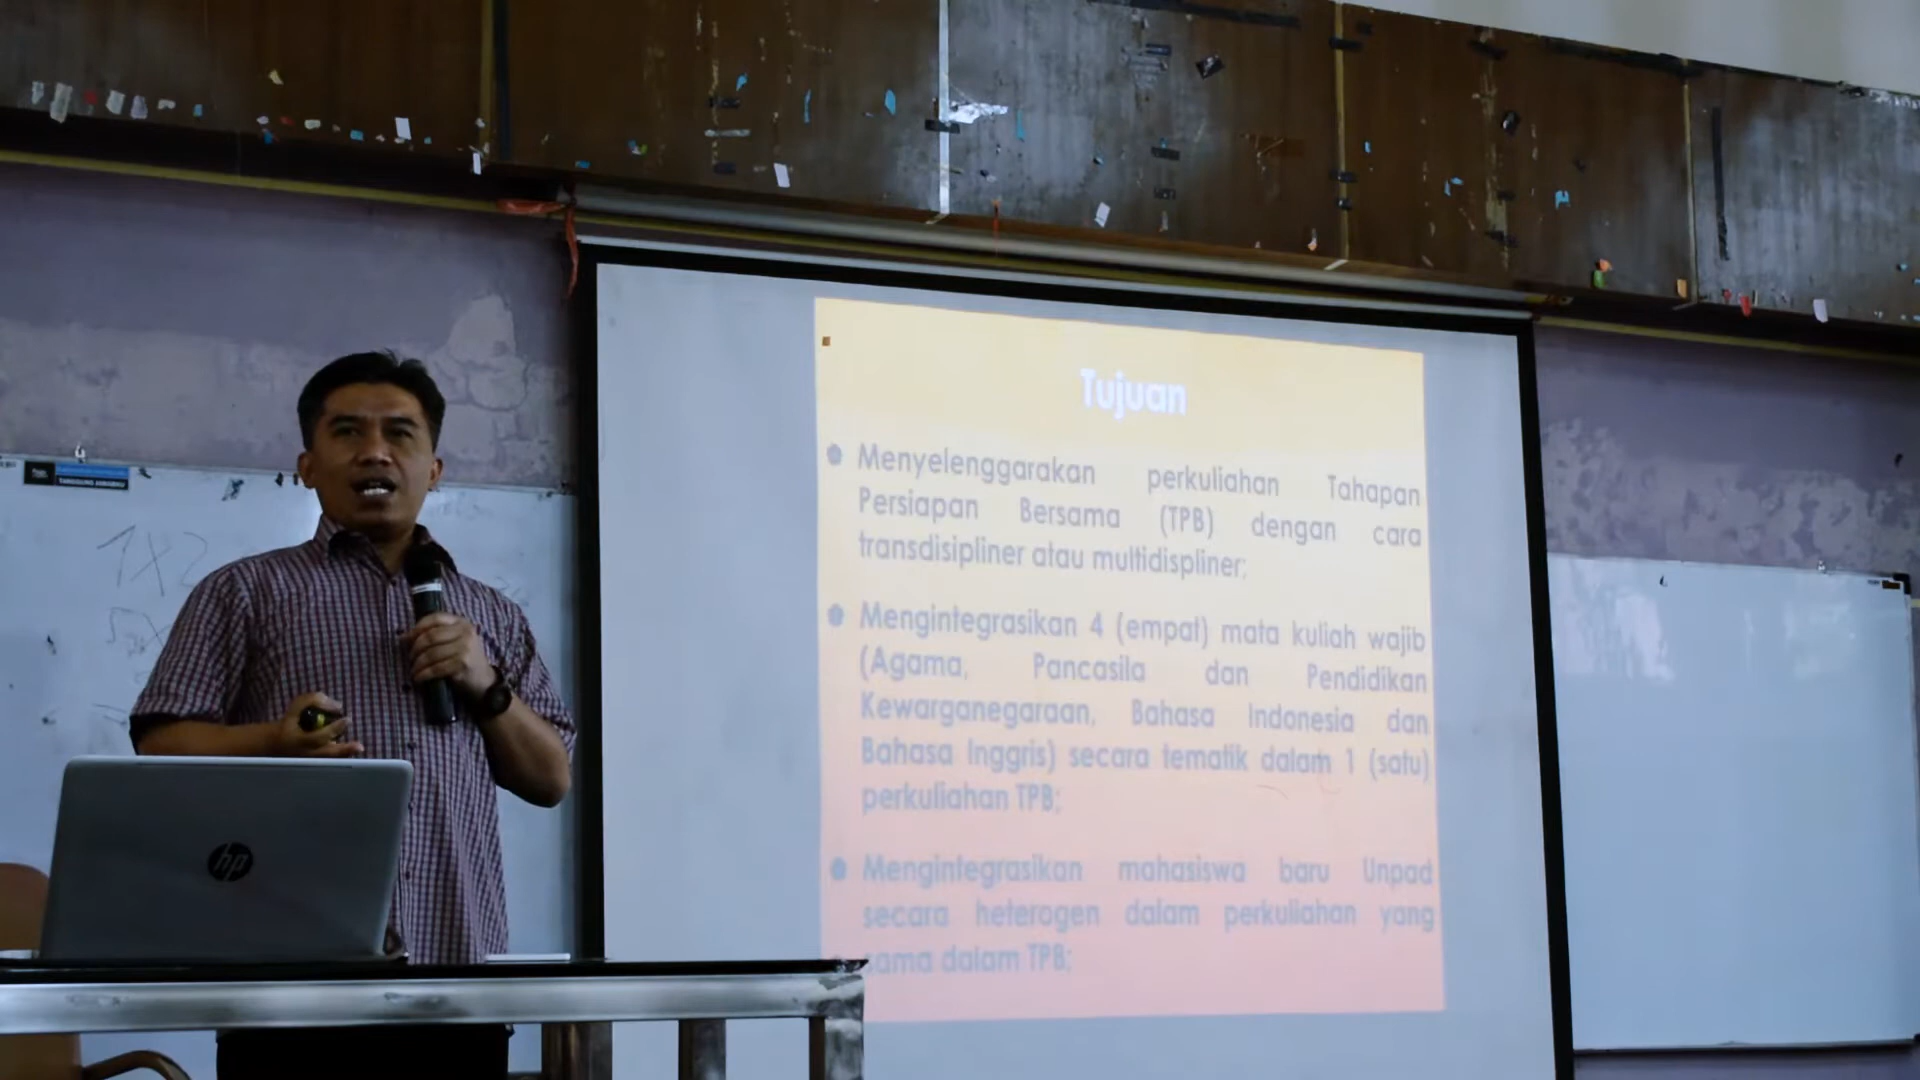 Tujuan
Menyelenggarakan perkuliahan Tahapan
Persiapan Bersama (TPB) dengan cara
transdisipliner atau multidispliner;
Mengintegrasikan 4 (empat) mata kuliah wajib
(Agama, Pancasila dan Pendidikan
Kewarganegaraan, Bahasa Indonesia dan
Bahasa Inggris) secara tematik dalam 1 (satu)
perkuliahan TPB;
Mengintegrasikan mahasiswa baru Unpad
secara heterogen dalam perkuliahan yang
sama dalam TPB;
1x2
5x
hp